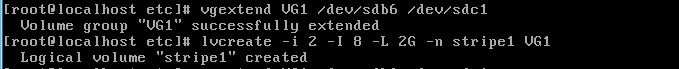 [root@localhost etc]# vgextend VG1 /dev/sdb6 /dev/sdc1
  Volume group "VG1" successfully extended
[root@localhost etc]# lvcreate -i 2 -I 8 -L 2G -n stripe1 VG1
  Logical volume "stripe1" created